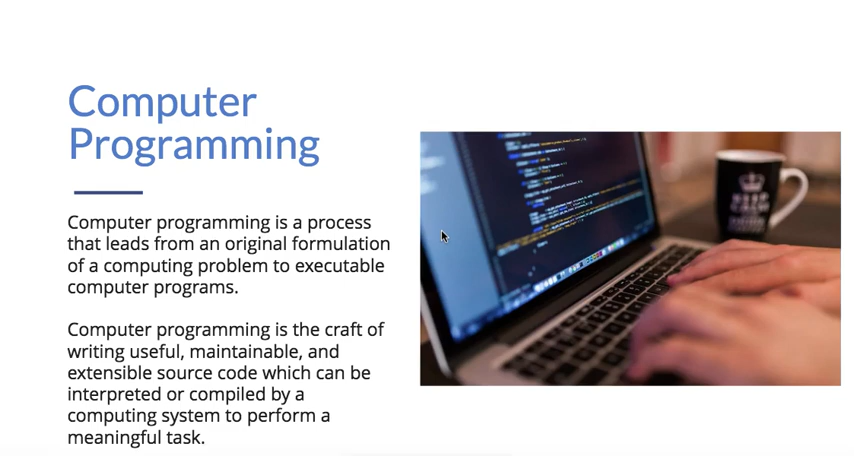 Computer
Programming
Computer programming is a process
that leads from an original formulation
of a computing problem to executable
computer programs.
Computer programming is the craft of
writing useful, maintainable, and
extensible source code which can be
interpreted or compiled by a
computing system to perform a
meaningful task.
KEEP